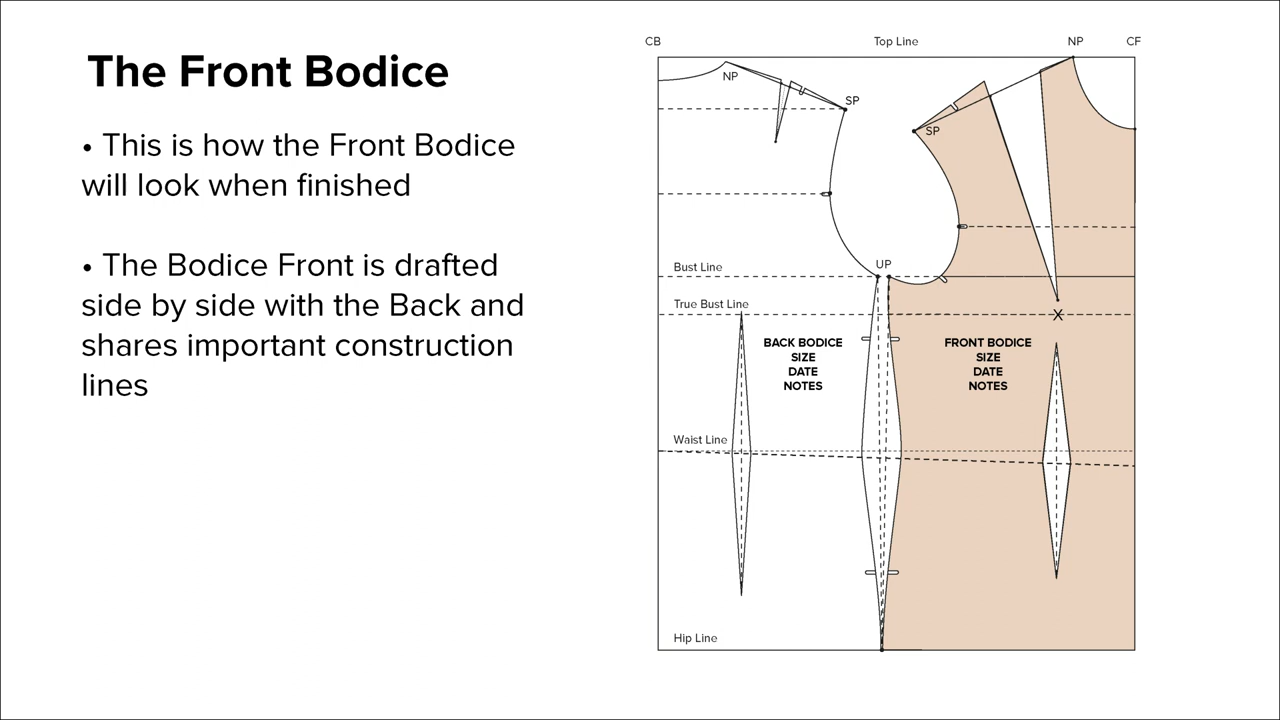 The Front Bodice
• This is how the Front Bodice
will look when finished
• The Bodice Front is drafted
side by side with the Back and
shares important construction
lines
CB
Top Line
NP
CF
NP
SP
SP
UP
Bust Line
True Bust Line
BACK BODICE
SIZE
DATE
NOTES
FRONT BODICE
SIZE
DATE
NOTES
Waist Line
Hip Line